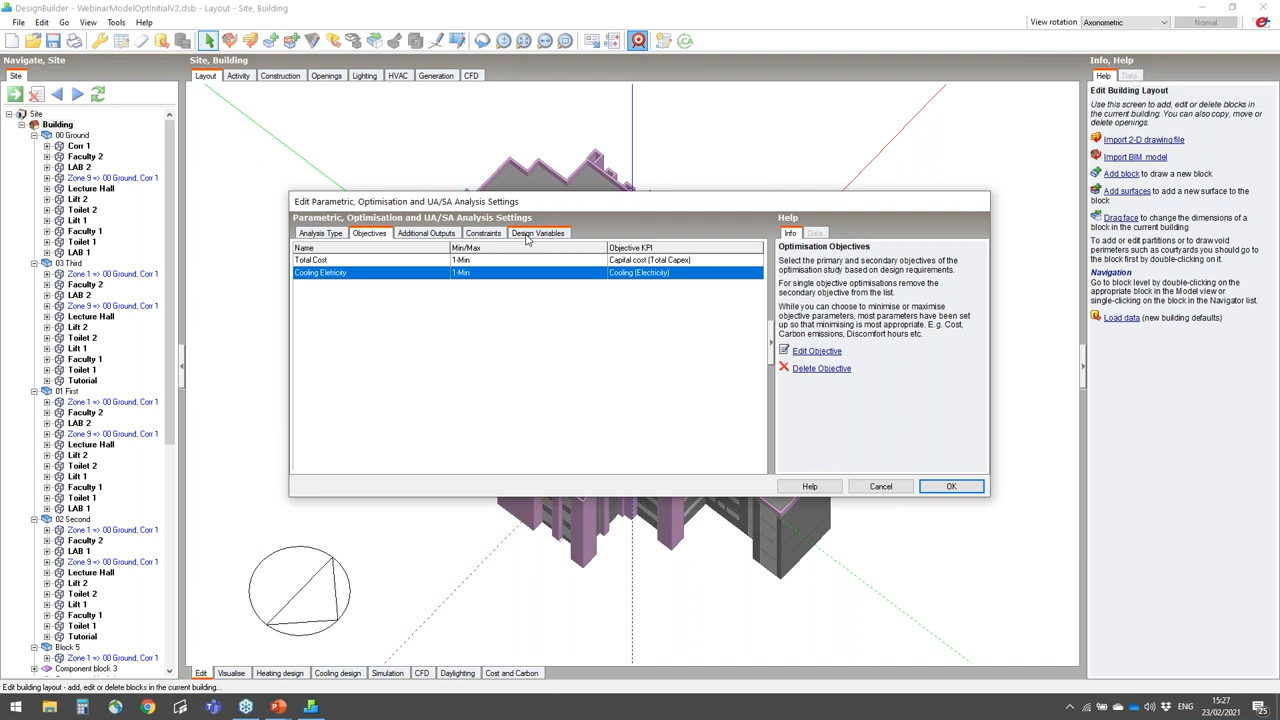 DesignBuilder - WebinarModelOptinitialV2.dsb - Layout - Site, Building
File Edit Go View Tools Help
View rotation Axonometric Normal
Navigate, Site
Site
Site
Building
00 Ground
Corr 1
Faculty 2
LAB 2
Zone 9 => 00 Ground, Corr 1
Lecture Hall
Lift 2
Toilet 2
Lift 1
Faculty 1
Toilet 1
LAB 1
03 Third
Zone 1 => 00 Ground, Corr 1
Faculty 2
LAB 2
Zone 9 => 00 Ground, Corr 1
Lecture Hall
Lift 2
Toilet 2
Lift 1
Faculty 1
Toilet 1
Tutorial
01 First
Zone 1 => 00 Ground, Corr 1
Faculty 2
LAB 2
Zone 9 => 00 Ground, Corr 1
Lecture Hall
Lift 2
Toilet 2
Lift 1
Faculty 1
Toilet 1
LAB 1
02 Second
Zone 1 => 00 Ground, Corr 1
Faculty 2
LAB 1
Zone 9 => 00 Ground, Corr 1
Lecture Hall
Lift 2
Toilet 2
Lift 1
Faculty 1
Toilet 1
Tutorial
Block 5
Zone 1 => 00 Ground, Corr 1
Component block 3
Site, Building
Layout Activity Construction Openings Lighting HVAC Generation CFD
Edit Parametric, Optimisation and UA/SA Analysis Settings
Parametric, Optimisation and UA/SA Analysis Settings
Analysis Type Objectives Additional Outputs Constraints Design Variables
Name Min/Max Objective KPI
Total Cost 1-Min Capital cost (Total Capex)
Cooling Eletricity 1-Min Cooling (Electricity)
Help
Info Data
Optimisation Objectives
Select the primary and secondary objectives of the
optimisation study based on design requirements.
For single objective optimisations remove the
secondary objective from the list.
While you can choose to minimise or maximise
objective parameters, most parameters have been set
up so that minimising is most appropriate. E.g. Cost,
Carbon emissions, Discomfort hours etc.
Edit Objective
Delete Objective
Help Cancel OK
Edit Visualise Heating design Cooling design Simulation CFD Daylighting Cost and Carbon
Info, Help
Help Data
Edit Building Layout
Use this screen to add, edit or delete blocks in
the current building. You can also copy, move or
delete openings.
Import 2-D drawing file
Import BIM model
Add block to draw a new block
Add surfaces to add a new surface to the
block
Drag face to change the dimensions of a
block in the current building
To add or edit partitions or to draw void
perimeters such as courtyards you should go to
the block first by double-clicking on it.
Navigation
Go to block level by double-clicking on the
appropriate block in the Model view or
single-clicking on the block in the Navigator list.
Load data (new building defaults)
Edit building layout - add, edit or delete blocks in the current building...
ENG
15:27
23/02/2021
25